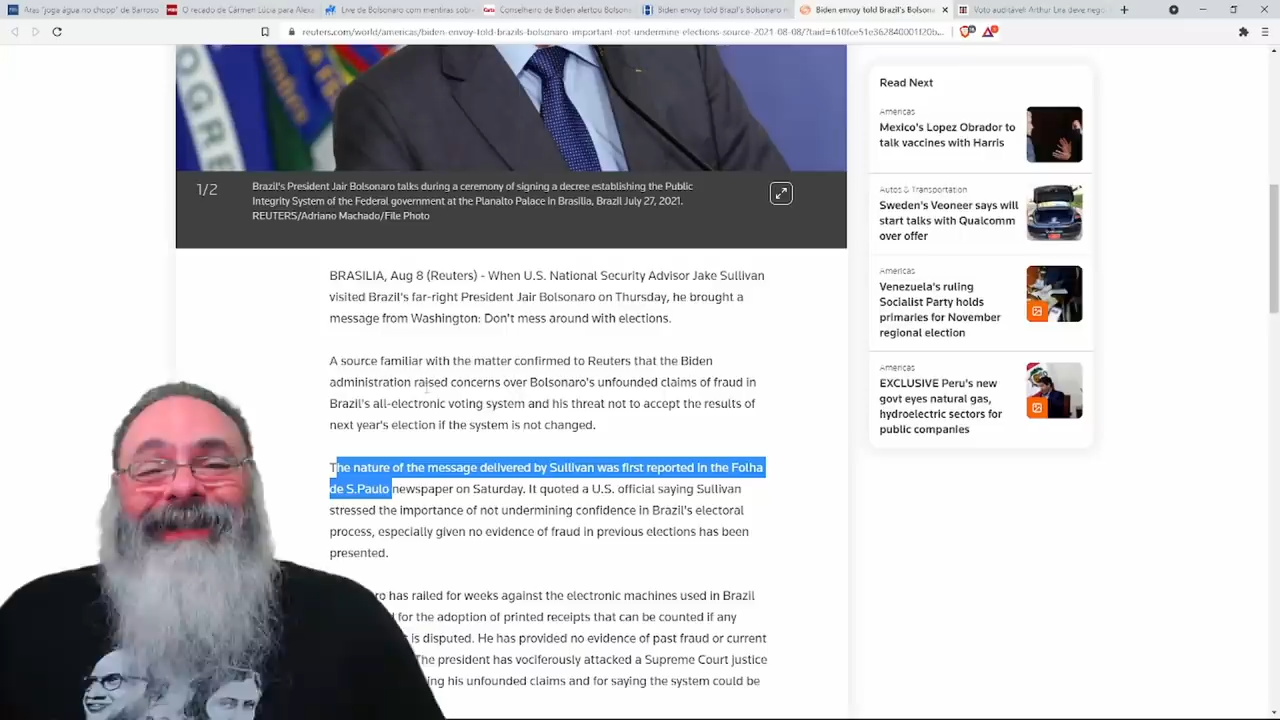 Aras "joga água no chopp" de Barroso
O recado de Cármen Lúcia para Alexa
Live de Bolsonaro com mentiras sobre
Conselheiro de Biden alertou Bolsona
Biden envoy told Brazil's Bolsonaro
Biden envoy told Brazil's Bolsona
Voto auditável: Arthur Lira deve
reuters.com/world/americas/biden-envoy-told-brazils-bolsonaro-important-not-undermine-elections-source-2021-08-08/
1/2
Brazil's President Jair Bolsonaro talks during a ceremony of signing a decree establishing the Public
Integrity System of the Federal government at the Planalto Palace in Brasilia, Brazil July 27, 2021.
REUTERS/Adriano Machado/File Photo
BRASILIA, Aug 8 (Reuters) - When U.S. National Security Advisor Jake Sullivan
visited Brazil's far-right President Jair Bolsonaro on Thursday, he brought a
message from Washington: Don't mess around with elections.
A source familiar with the matter confirmed to Reuters that the Biden
administration raised concerns over Bolsonaro's unfounded claims of fraud in
Brazil's all-electronic voting system and his threat not to accept the results of
next year's election if the system is not changed.
The nature of the message delivered by Sullivan was first reported in the Folha
de S.Paulo newspaper on Saturday. It quoted a U.S. official saying Sullivan
stressed the importance of not undermining confidence in Brazil's electoral
process, especially given no evidence of fraud in previous elections has been
presented.
ro has railed for weeks against the electronic machines used in Brazil
for the adoption of printed receipts that can be counted if any
is disputed. He has provided no evidence of past fraud or current
The president has vociferously attacked a Supreme Court justice
ing his unfounded claims and for saying the system could be
Read Next
Americas
Mexico's Lopez Obrador to
talk vaccines with Harris
Autos & Transportation
Sweden's Veoneer says will
start talks with Qualcomm
over offer
Americas
Venezuela's ruling
Socialist Party holds
primaries for November
regional election
Americas
EXCLUSIVE Peru's new
govt eyes natural gas,
hydroelectric sectors for
public companies